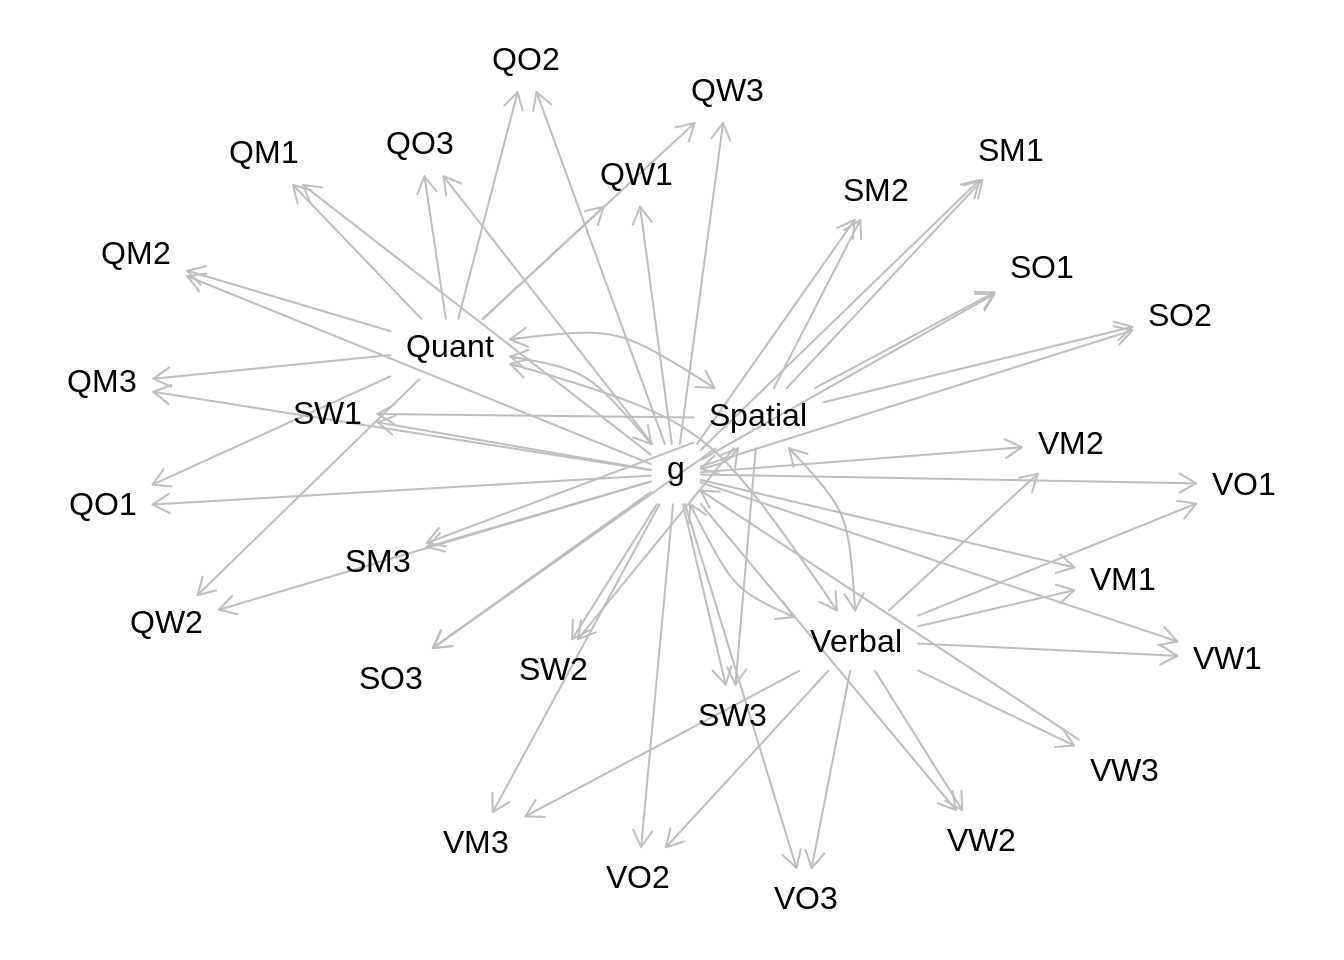 QO2
QW3
QO3
QM1
SM1
QW1
SM2
QM2
SO1
SO2
Quant
QM3
SW1
Spatial
VM2
g
VO1
QO1
SM3
VM1
QW2
Verbal
VW1
SW2
SO3
SW3
VW3
VW2
VM3
VO2
VO3